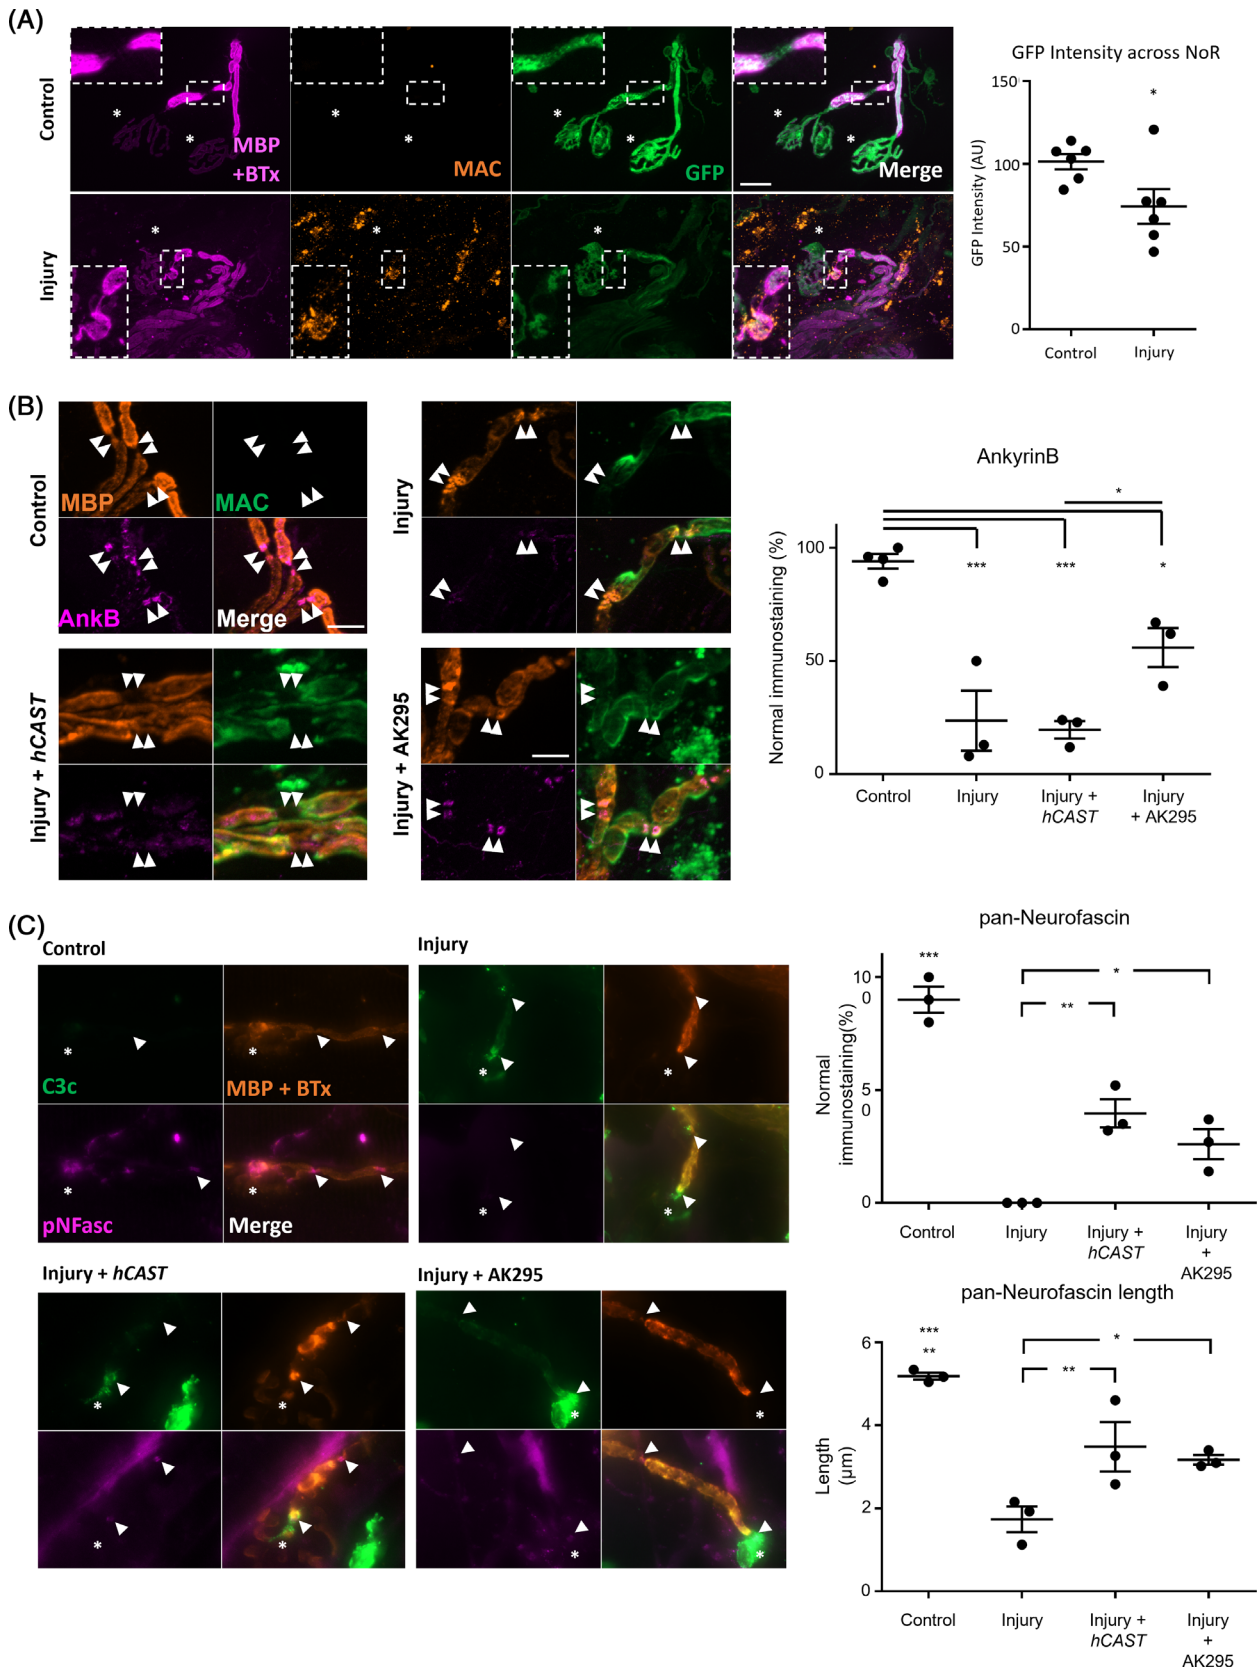 (A)
Control
MBP
+BTx
MAC
GFP
Merge
Injury
GFP Intensity across NoR
GFP Intensity (AU)
150
100
50
0
*
Control
Injury
(B)
Control
MBP
MAC
AnkB
Merge
Injury
Injury + hCAST
Injury + AK295
AnkyrinB
Normal immunostaining (%)
100
50
0
*
***
***
*
Control
Injury
Injury +
hCAST
Injury
+ AK295
(C)
Control
C3c
MBP + BTx
pNFasc
Merge
Injury
Injury + hCAST
Injury + AK295
pan-Neurofascin
Normal
immunostaining(%)
10
0
5
0
0
***
*
**
Control
Injury
Injury +
hCAST
Injury
+
AK295
pan-Neurofascin length
Length
(µm)
6
4
2
0
***
**
*
**
Control
Injury
Injury +
hCAST
Injury
+
AK295